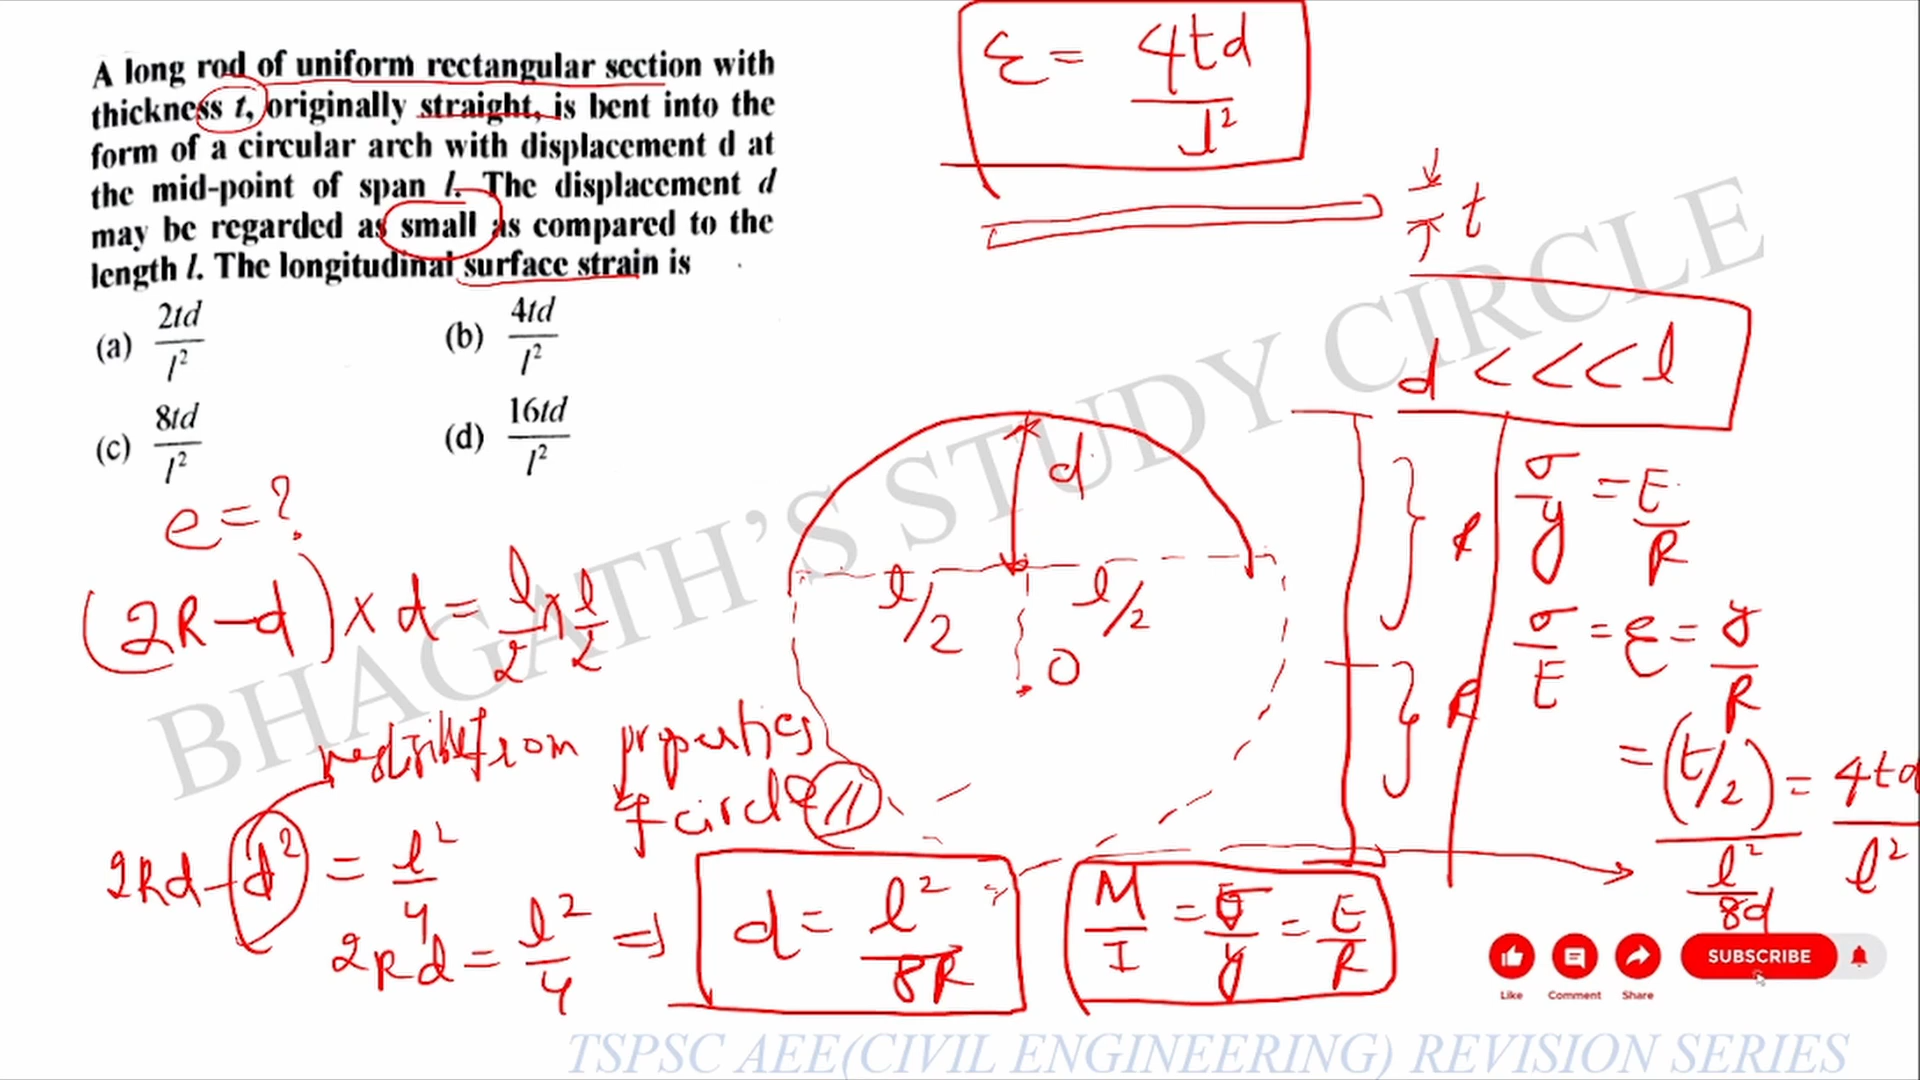 A long rod of uniform rectangular section with
thickness t, originally straight, is bent into the
form of a circular arch with displacement d at
the mid-point of span l. The displacement d
may be regarded as small as compared to the
length l. The longitudinal surface strain is
(a) 2td/l² (b) 4td/l²
(c) 8td/l² (d) 16td/l²
ε = 4td/l²
t
d <<< l
e = ?
(2R-d) × d = l/2 × l/2
from properties
of circle
2Rd - d² = l²/4
2Rd = l²/4 ⇒ d = l²/8R
d
l/2 l/2
O
R
R
M/I = σ/y = E/R
σ/y = E/R
σ/E = ε = y/R
= (t/2)/(l²/8d) = 4td/l²
BHAGATH'S STUDY CIRCLE
SUBSCRIBE
Like Comment Share
TSPSC AEE(CIVIL ENGINEERING) REVISION SERIES